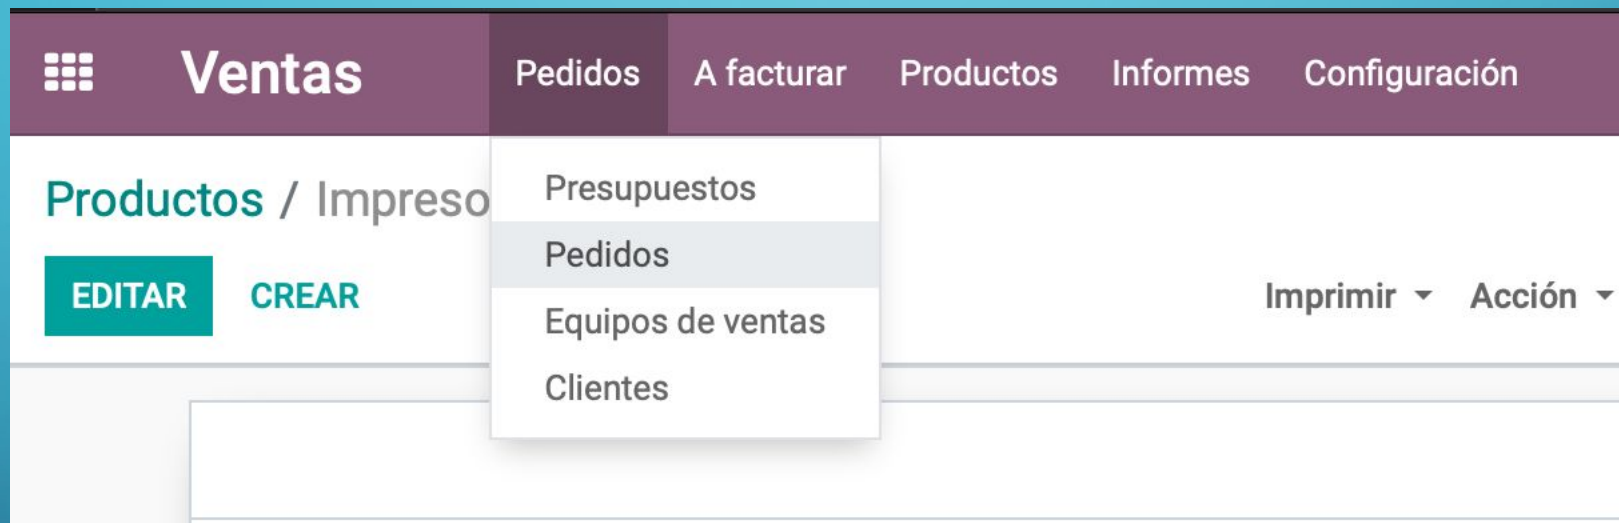 Ventas Pedidos A facturar Productos Informes Configuración
Productos / Impreso
Presupuestos
Pedidos
EDITAR CREAR
Imprimir Acción
Equipos de ventas
Clientes